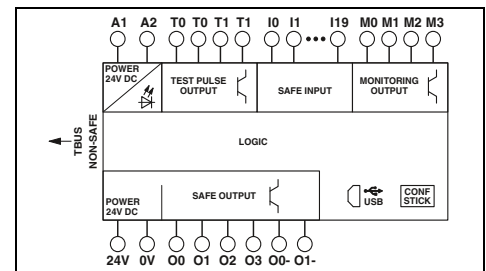 A1 A2 T0 T0 T1 T1 I0 I1 ••• I19 M0 M1 M2 M3
POWER
24V DC
TEST PULSE
OUTPUT
SAFE INPUT
MONITORING
OUTPUT
TBUS
NON-SAFE
LOGIC
POWER
24V DC
SAFE OUTPUT
USB
CONF
STICK
24V 0V O0 O1 O2 O3 O0- O1-